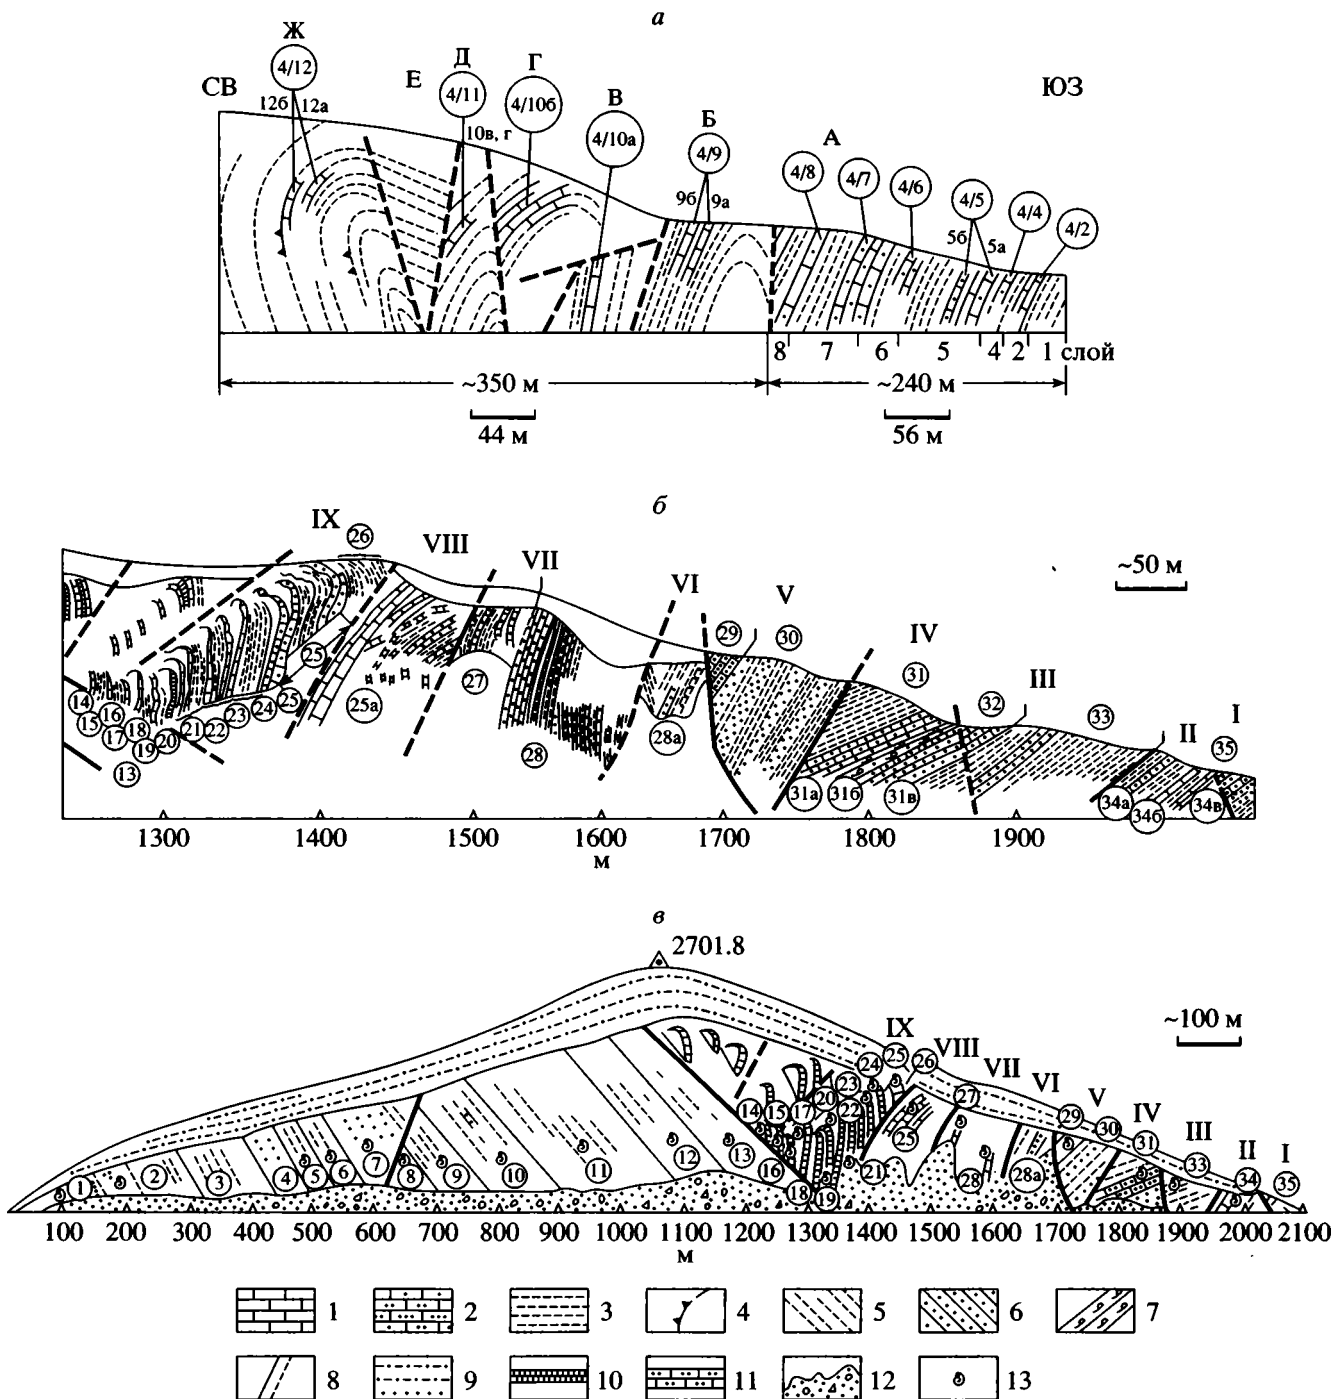 а
Ж
Д
Г
СВ
4/12
Е
4/11
4/10б
В
ЮЗ
12б 12а
10в, г
4/10а
Б
4/9
А
9б 9а
4/8 4/7 4/6
4/5 4/4 4/2
5б 5а
8 7 6 5 4 2 1 слой
~350 м ~240 м
44 м 56 м
б
IX
26
VIII
VII
VI
V
~50 м
29 30
IV
31
32
III
33
II
I
35
25
14 15 16 17 18 19 20 21 22 23 24 25
13
25а
27
28
28а
31а 31б 31в
34а 34б 34в
1300 1400 1500 1600 1700 1800 1900
м
в
2701.8
~100 м
IX
24 25 26
VIII
VII
VI
V
IV
III
II
I
23
27
29
30
31
33
34
35
14 15 17 20 22
1 2 3 4 5 6 7 8 9 10 11 12 13
16 18 19 21 25 28 28а
100 200 300 400 500 600 700 800 900 1000 1100 1200 1300 1400 1500 1600 1700 1800 1900 2000 2100
м
1 2 3 4 5 6 7
8 9 10 11 12 13